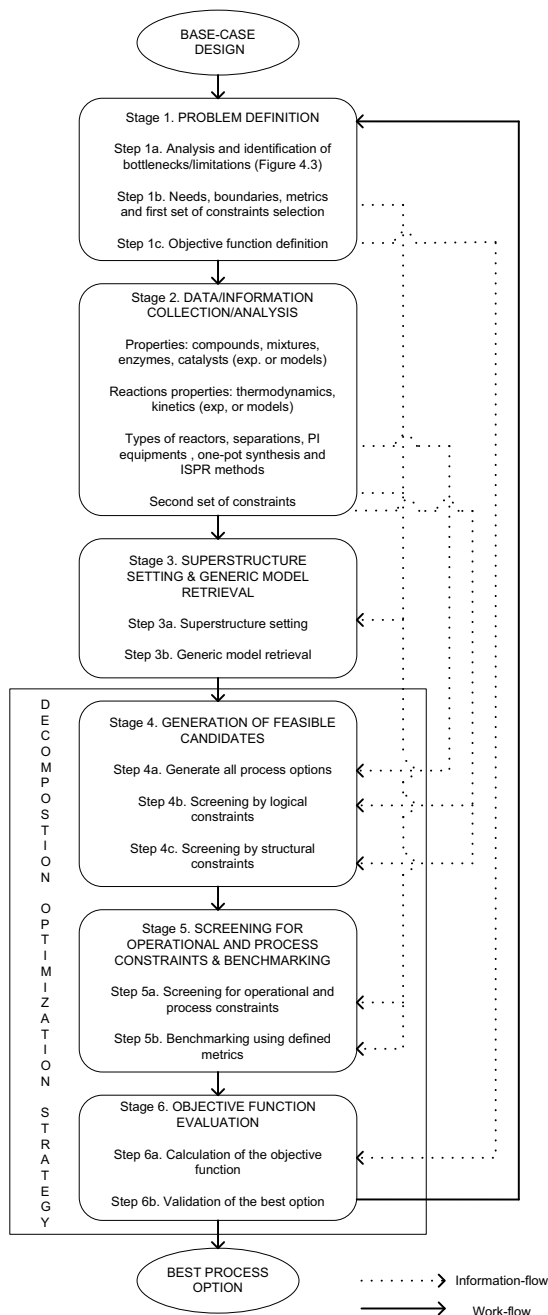 BASE-CASE
DESIGN
Stage 1. PROBLEM DEFINITION
Step 1a. Analysis and identification of
bottlenecks/limitations (Figure 4.3)
Step 1b. Needs, boundaries, metrics
and first set of constraints selection
Step 1c. Objective function definition
Stage 2. DATA/INFORMATION
COLLECTION/ANALYSIS
Properties: compounds, mixtures,
enzymes, catalysts (exp. or models)
Reactions properties: thermodynamics,
kinetics (exp, or models)
Types of reactors, separations, PI
equipments , one-pot synthesis and
ISPR methods
Second set of constraints
Stage 3. SUPERSTRUCTURE
SETTING & GENERIC MODEL
RETRIEVAL
Step 3a. Superstructure setting
Step 3b. Generic model retrieval
DECOMPOSTION OPTIMIZATION STRATEGY
Stage 4. GENERATION OF FEASIBLE
CANDIDATES
Step 4a. Generate all process options
Step 4b. Screening by logical
constraints
Step 4c. Screening by structural
constraints
Stage 5. SCREENING FOR
OPERATIONAL AND PROCESS
CONSTRAINTS & BENCHMARKING
Step 5a. Screening for operational and
process constraints
Step 5b. Benchmarking using defined
metrics
Stage 6. OBJECTIVE FUNCTION
EVALUATION
Step 6a. Calculation of the objective
function
Step 6b. Validation of the best option
BEST PROCESS
OPTION
Information-flow
Work-flow